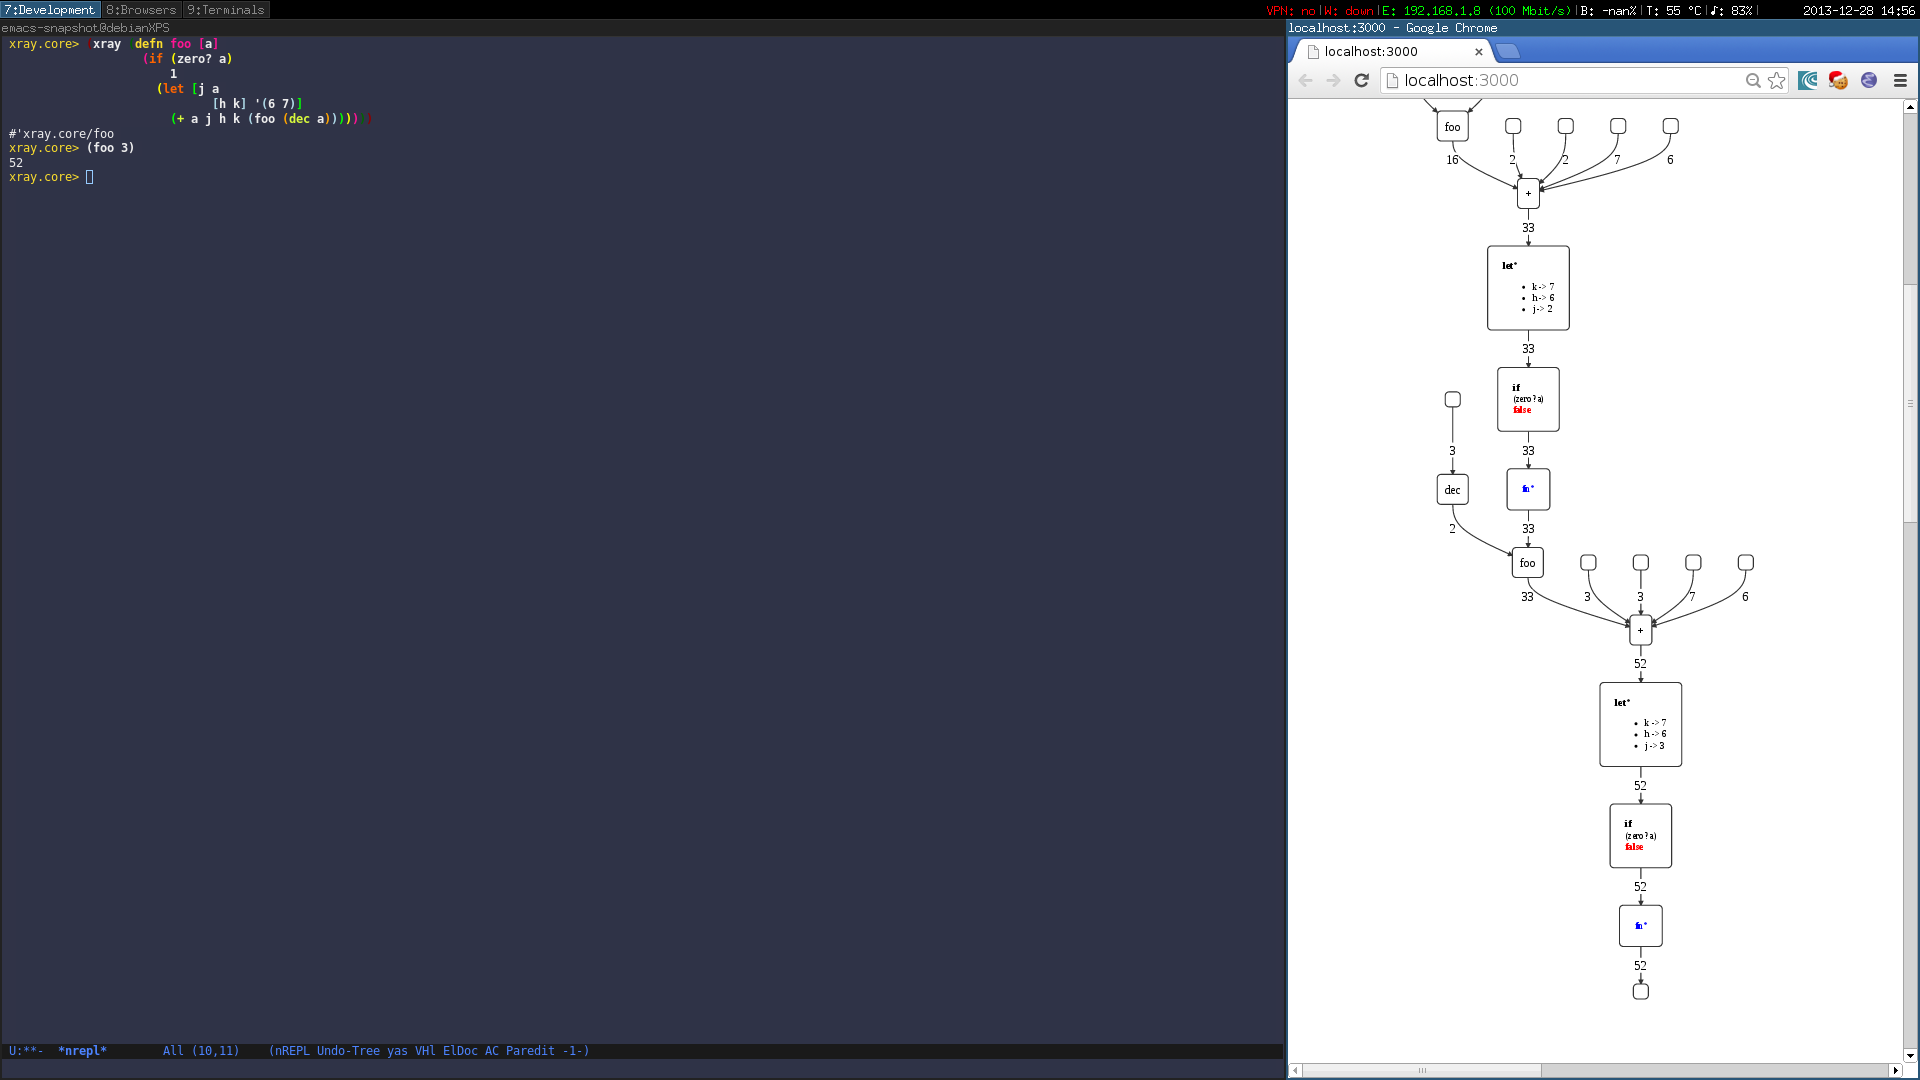 7:Development 8:Browsers 9:Terminals
VPN: no|W: down|E: 192.168.1.8 (100 Mbit/s)|B: -nan%|T: 55 °C|♪: 83%| 2013-12-28 14:56
emacs-snapshot@debianXPS
xray.core> (xray (defn foo [a]
(if (zero? a)
1
(let [j a
[h k] '(6 7)]
(+ a j h k (foo (dec a))))) )
#'xray.core/foo
xray.core> (foo 3)
52
xray.core>
U:**- *nrepl* All (10,11) (nREPL Undo-Tree yas VHl ElDoc AC Paredit -1-)
localhost:3000 - Google Chrome
localhost:3000 ×
localhost:3000
foo
16 2 2 7 6
+
33
let*
• k -> 7
• h -> 6
• j -> 2
33
if
(zero? a)
false
3 33
dec fn*
2 33
foo
33 3 3 7 6
+
52
let*
• k -> 7
• h -> 6
• j -> 3
52
if
(zero? a)
false
52
fn*
52